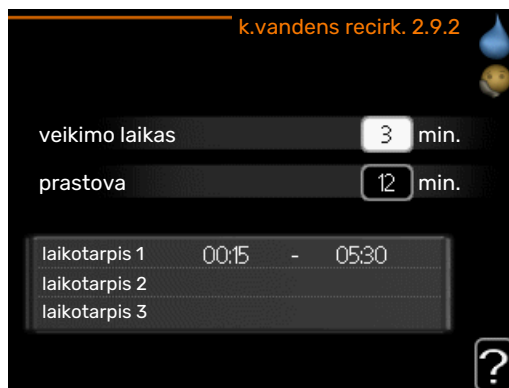 k.vandens recirk. 2.9.2
veikimo laikas 3 min.
prastova 12 min.
laikotarpis 1 00:15 - 05:30
laikotarpis 2
laikotarpis 3
?